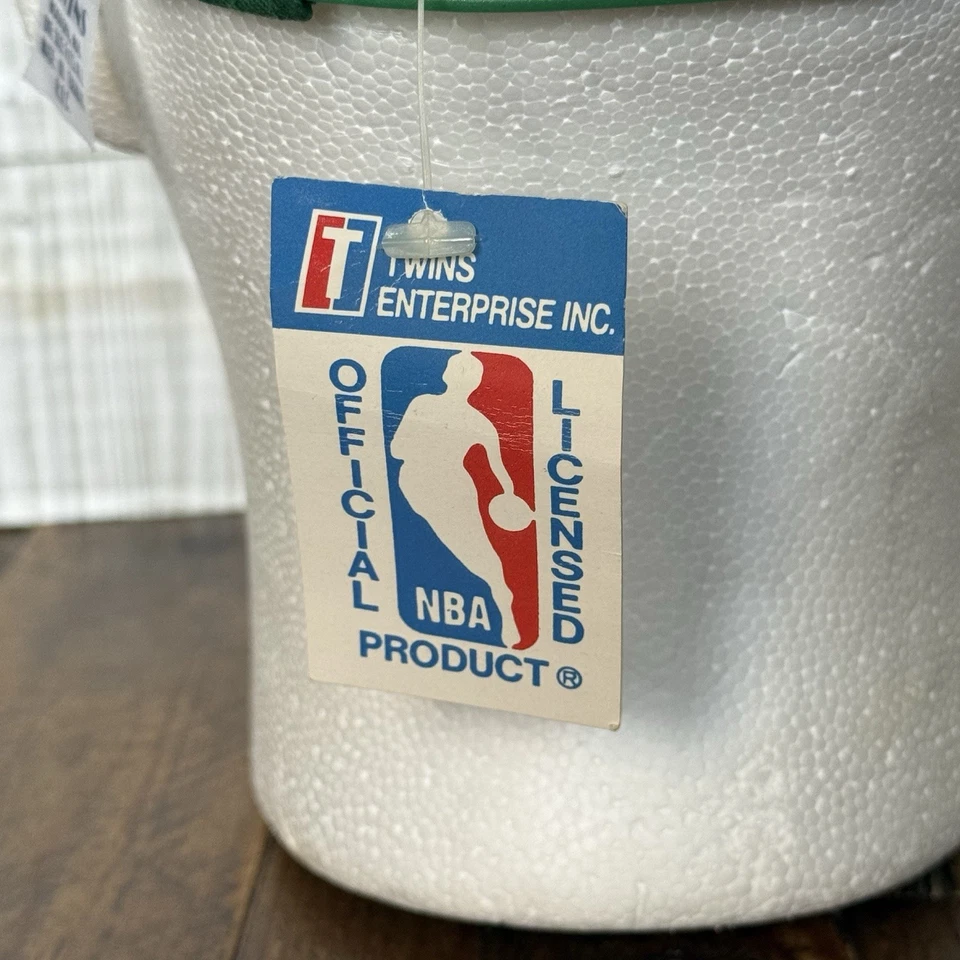 T
TWINS
ENTERPRISE INC.
OFFICIAL
LICENSED
NBA
PRODUCT ®